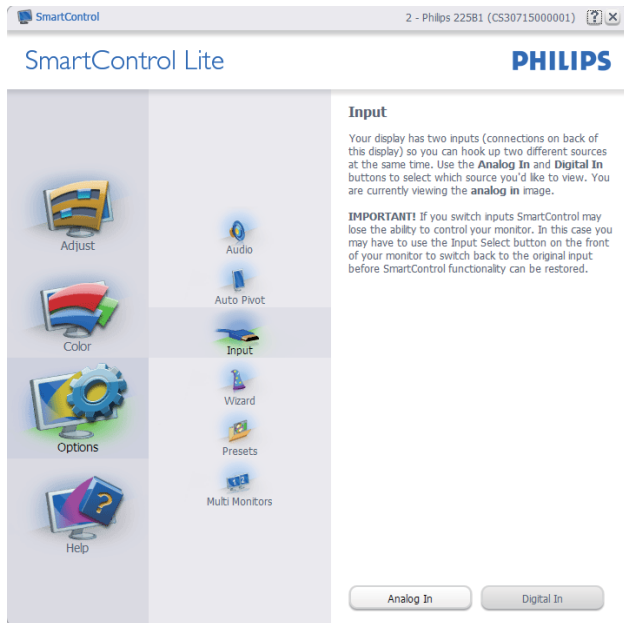 SmartControl
2 - Philips 225B1 (CS30715000001)
SmartControl Lite
PHILIPS
Adjust
Color
Options
Help
Audio
Auto Pivot
Input
Wizard
Presets
Multi Monitors
Input
Your display has two inputs (connections on back of
this display) so you can hook up two different sources
at the same time. Use the Analog In and Digital In
buttons to select which source you'd like to view. You
are currently viewing the analog in image.
IMPORTANT! If you switch inputs SmartControl may
lose the ability to control your monitor. In this case you
may have to use the Input Select button on the front
of your monitor to switch back to the original input
before SmartControl functionality can be restored.
Analog In
Digital In